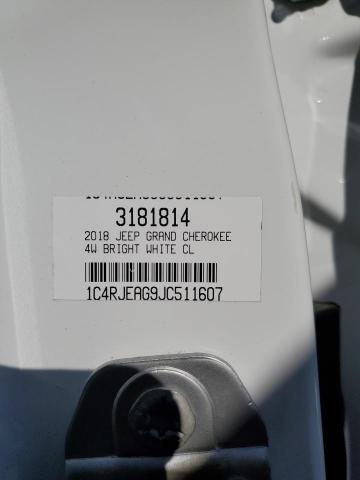 3181814
2018 JEEP GRAND CHEROKEE
4W BRIGHT WHITE CL
1C4RJEAG9JC511607